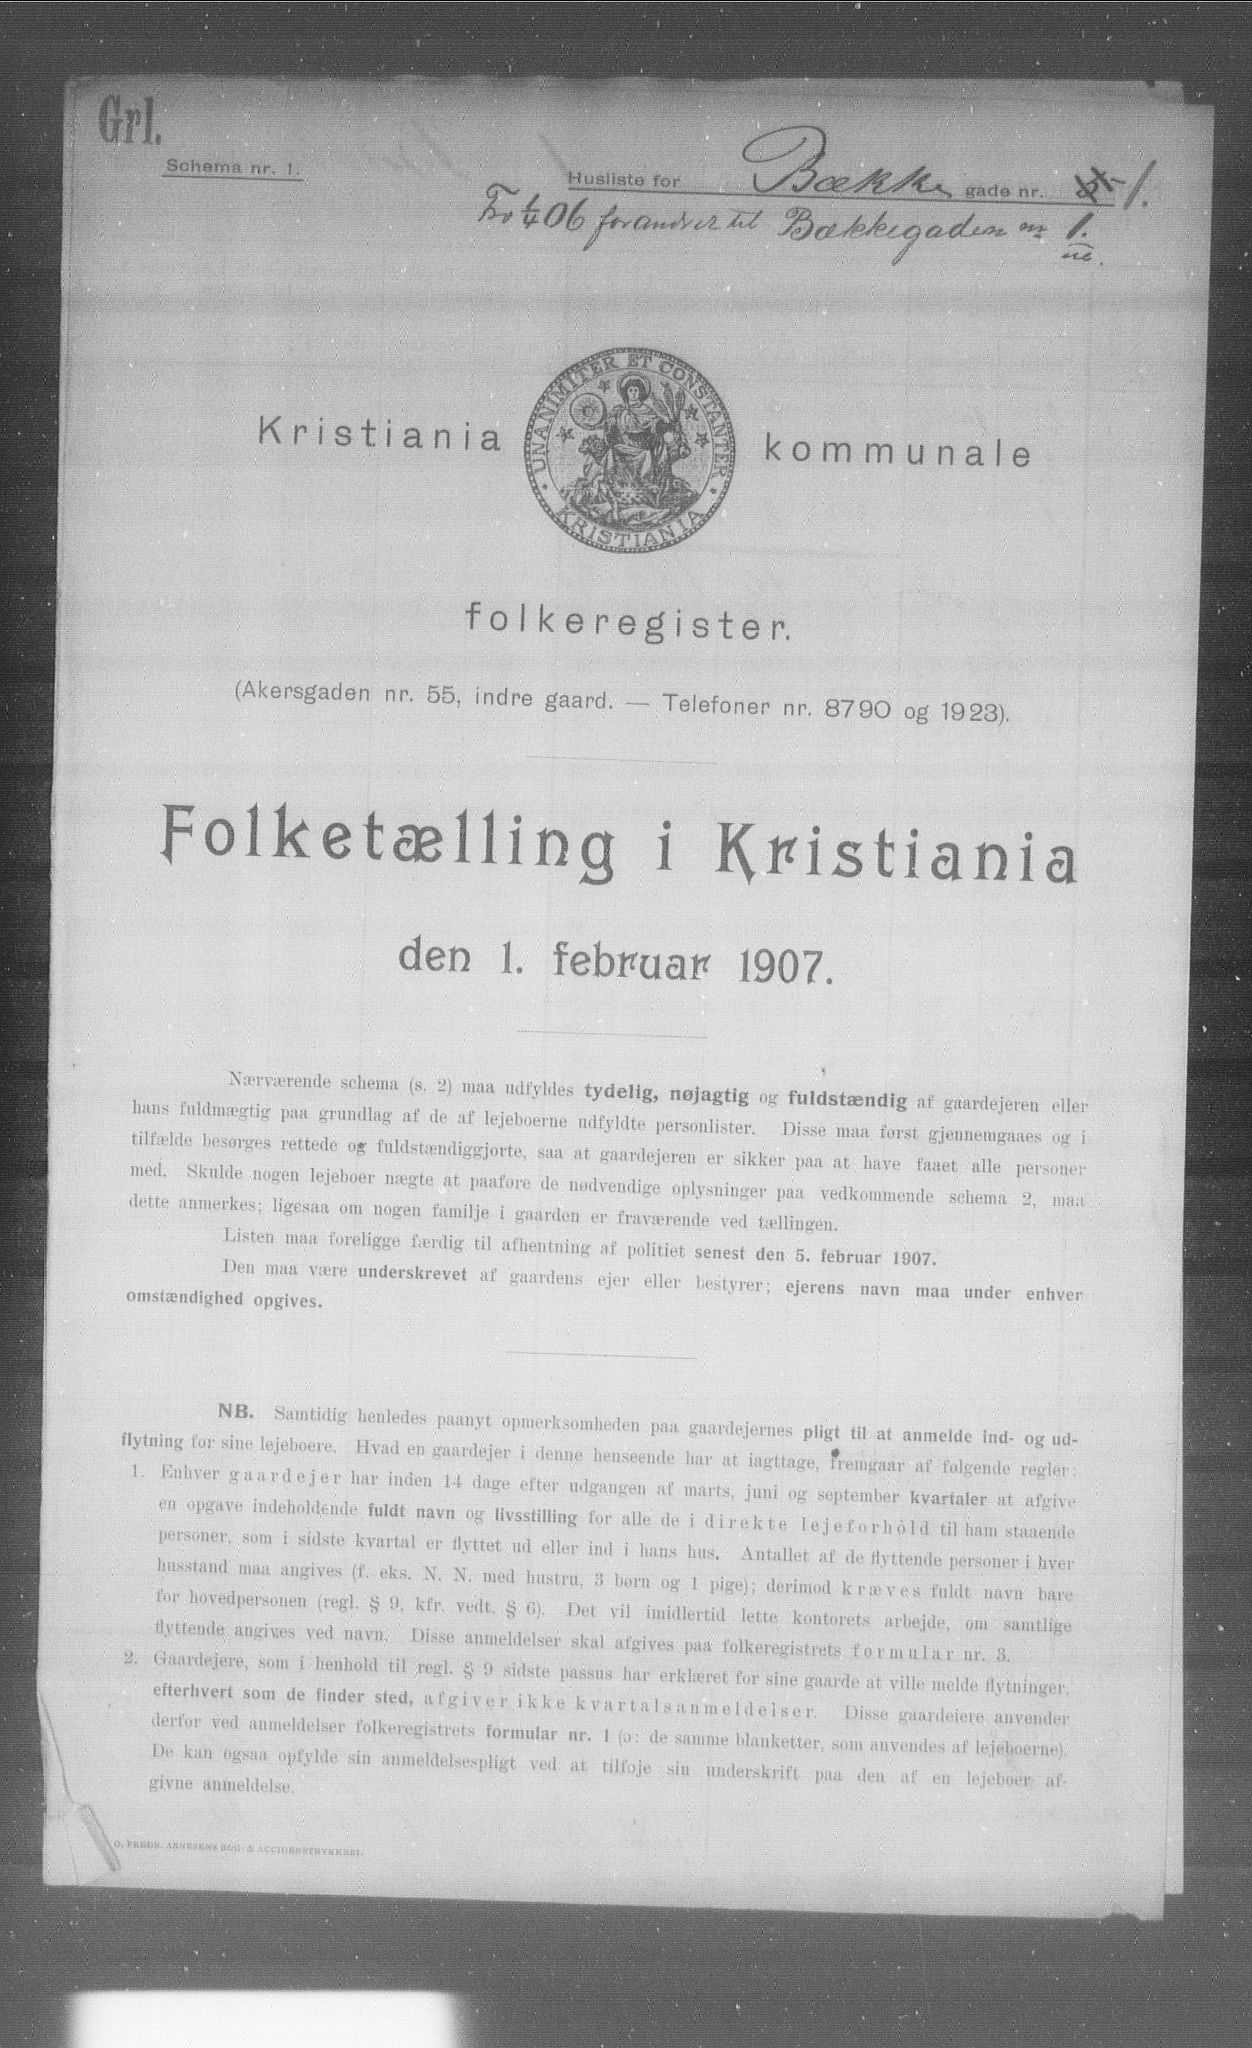 Grl.
Schema nr. 1.
Husliste for Bække gade nr. 1.
1/4 06 forandret til Bækkegaden nr 1.
UNANIMITER ET CONSTANTER
KRISTIANIA
Kristiania kommunale
folkeregister.
(Akersgaden nr. 55, indre gaard. — Telefoner nr. 8790 og 1923).
Folketælling i Kristiania
den 1. februar 1907.
Nærværende schema (s. 2) maa udfyldes tydelig, nøjagtig og fuldstændig af gaardejeren eller
hans fuldmægtig paa grundlag af de af lejeboerne udfyldte personlister. Disse maa først gjennemgaaes og i
tilfælde besørges rettede og fuldstændiggjorte, saa at gaardejeren er sikker paa at have faaet alle personer
med. Skulde nogen lejeboer nægte at paaføre de nødvendige oplysninger paa vedkommende schema 2, maa
dette anmerkes; ligesaa om nogen familje i gaarden er fraværende ved tællingen.
Listen maa foreligge færdig til afhentning af politiet senest den 5. februar 1907.
Den maa være underskrevet af gaardens ejer eller bestyrer; ejerens navn maa under enhver
omstændighed opgives.
NB. Samtidig henledes paanyt opmerksomheden paa gaardejernes pligt til at anmelde ind- og ud-
flytning for sine lejeboere. Hvad en gaardejer i denne henseende har at iagttage, fremgaar af følgende regler:
1. Enhver gaardejer har inden 14 dage efter udgangen af marts, juni og september kvartaler at afgive
en opgave indeholdende fuldt navn og livsstilling for alle de i direkte lejeforhold til ham staaende
personer, som i sidste kvartal er flyttet ud eller ind i hans hus. Antallet af de flyttende personer i hver
husstand maa angives (f. eks. N. N. med hustru, 3 børn og 1 pige); derimod kræves fuldt navn bare
for hovedpersonen (regl. § 9, kfr. vedt. § 6). Det vil imidlertid lette kontorets arbejde, om samtlige
flyttende angives ved navn. Disse anmeldelser skal afgives paa folkeregistrets formular nr. 3.
2. Gaardejere, som i henhold til regl. § 9 sidste passus har erklæret for sine gaarde at ville melde flytninger,
efterhvert som de finder sted, afgiver ikke kvartalsanmeldelser. Disse gaardeiere anvender
derfor ved anmeldelser folkeregistrets formular nr. 1 (ɔ: de samme blanketter, som anvendes af lejeboerne).
De kan ogsaa opfylde sin anmeldelsespligt ved at tilføje sin underskrift paa den af en lejeboer af-
givne anmeldelse.
O. FREDR. ARNESENS BOG- & ACCIDENSTRYKKERI.